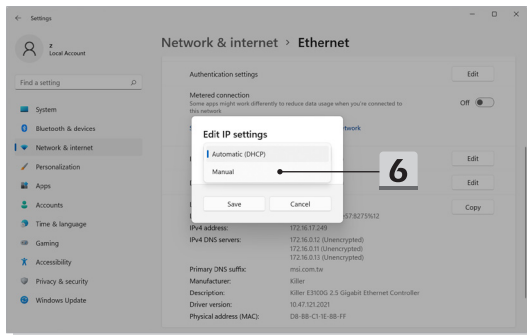 Settings
z
Local Account
Find a setting
System
Bluetooth & devices
Network & internet
Personalization
Apps
Accounts
Time & language
Gaming
Accessibility
Privacy & security
Windows Update
Network & internet > Ethernet
Authentication settings
Edit
Metered connection
Some apps might work differently to reduce data usage when you're connected to
this network
Off
twork
Edit IP settings
Automatic (DHCP)
Manual
6
Edit
Edit
Save
Cancel
Copy
57:8275%12
IPv4 address:
172.16.17.249
IPv4 DNS servers:
172.16.0.12 (Unencrypted)
172.16.0.11 (Unencrypted)
172.16.0.13 (Unencrypted)
Primary DNS suffix:
msi.com.tw
Manufacturer:
Killer
Description:
Killer E3100G 2.5 Gigabit Ethernet Controller
Driver version:
10.47.121.2021
Physical address (MAC):
D8-BB-C1-1E-8B-FF